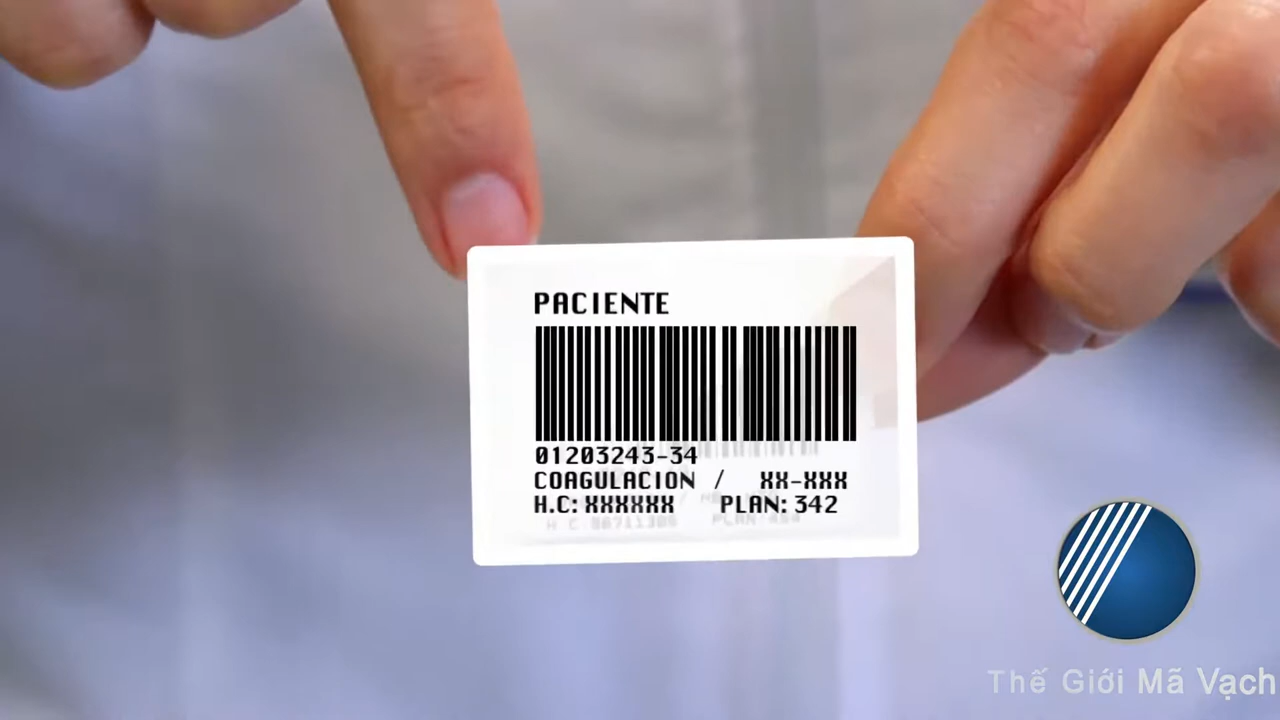 PACIENTE
01203243-34
COAGULACION / XX-XXX
H.C: XXXXXX PLAN: 342
Thế Giới Mã Vạch